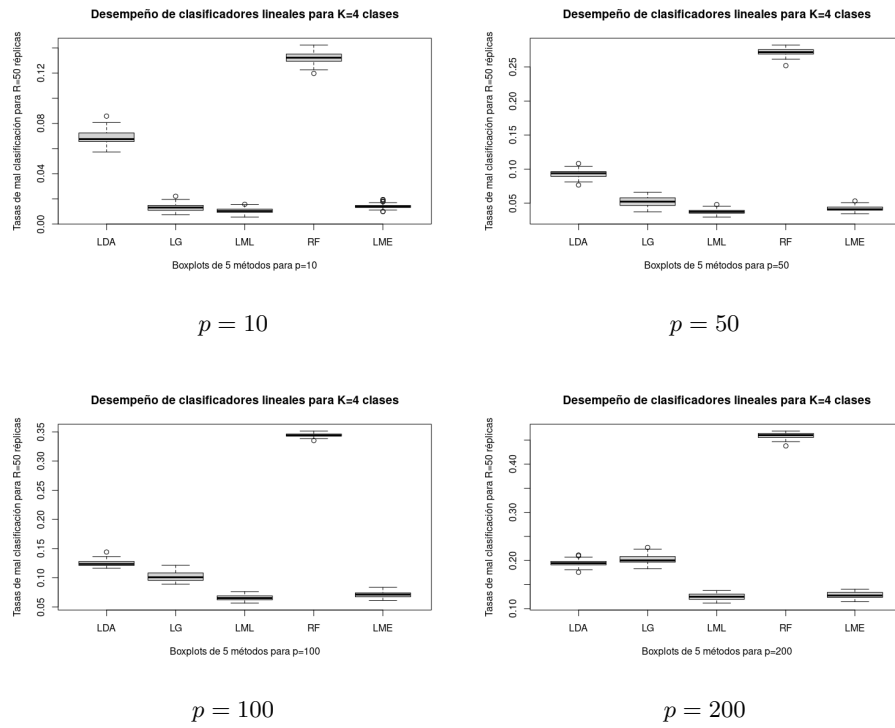 Desempeño de clasificadores lineales para K=4 clases
Tasas de mal clasificación para R=50 réplicas
0.12
0.08
0.04
0.00
LDA LG LML RF LME
Boxplots de 5 métodos para p=10
p = 10
Desempeño de clasificadores lineales para K=4 clases
Tasas de mal clasificación para R=50 réplicas
0.25
0.20
0.15
0.10
0.05
LDA LG LML RF LME
Boxplots de 5 métodos para p=50
p = 50
Desempeño de clasificadores lineales para K=4 clases
Tasas de mal clasificación para R=50 réplicas
0.35
0.30
0.25
0.20
0.15
0.10
0.05
LDA LG LML RF LME
Boxplots de 5 métodos para p=100
p = 100
Desempeño de clasificadores lineales para K=4 clases
Tasas de mal clasificación para R=50 réplicas
0.40
0.30
0.20
0.10
LDA LG LML RF LME
Boxplots de 5 métodos para p=200
p = 200